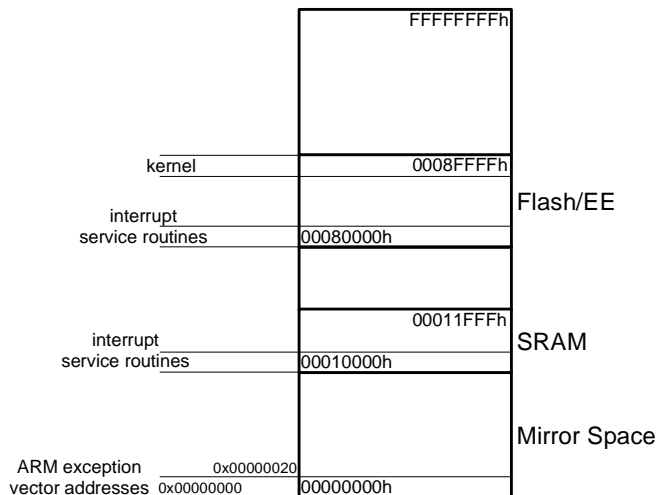 FFFFFFFFh
kernel
0008FFFFh
Flash/EE
interrupt
service routines
00080000h
00011FFFh
SRAM
interrupt
service routines
00010000h
Mirror Space
ARM exception
0x00000020
vector addresses
0x00000000
00000000h